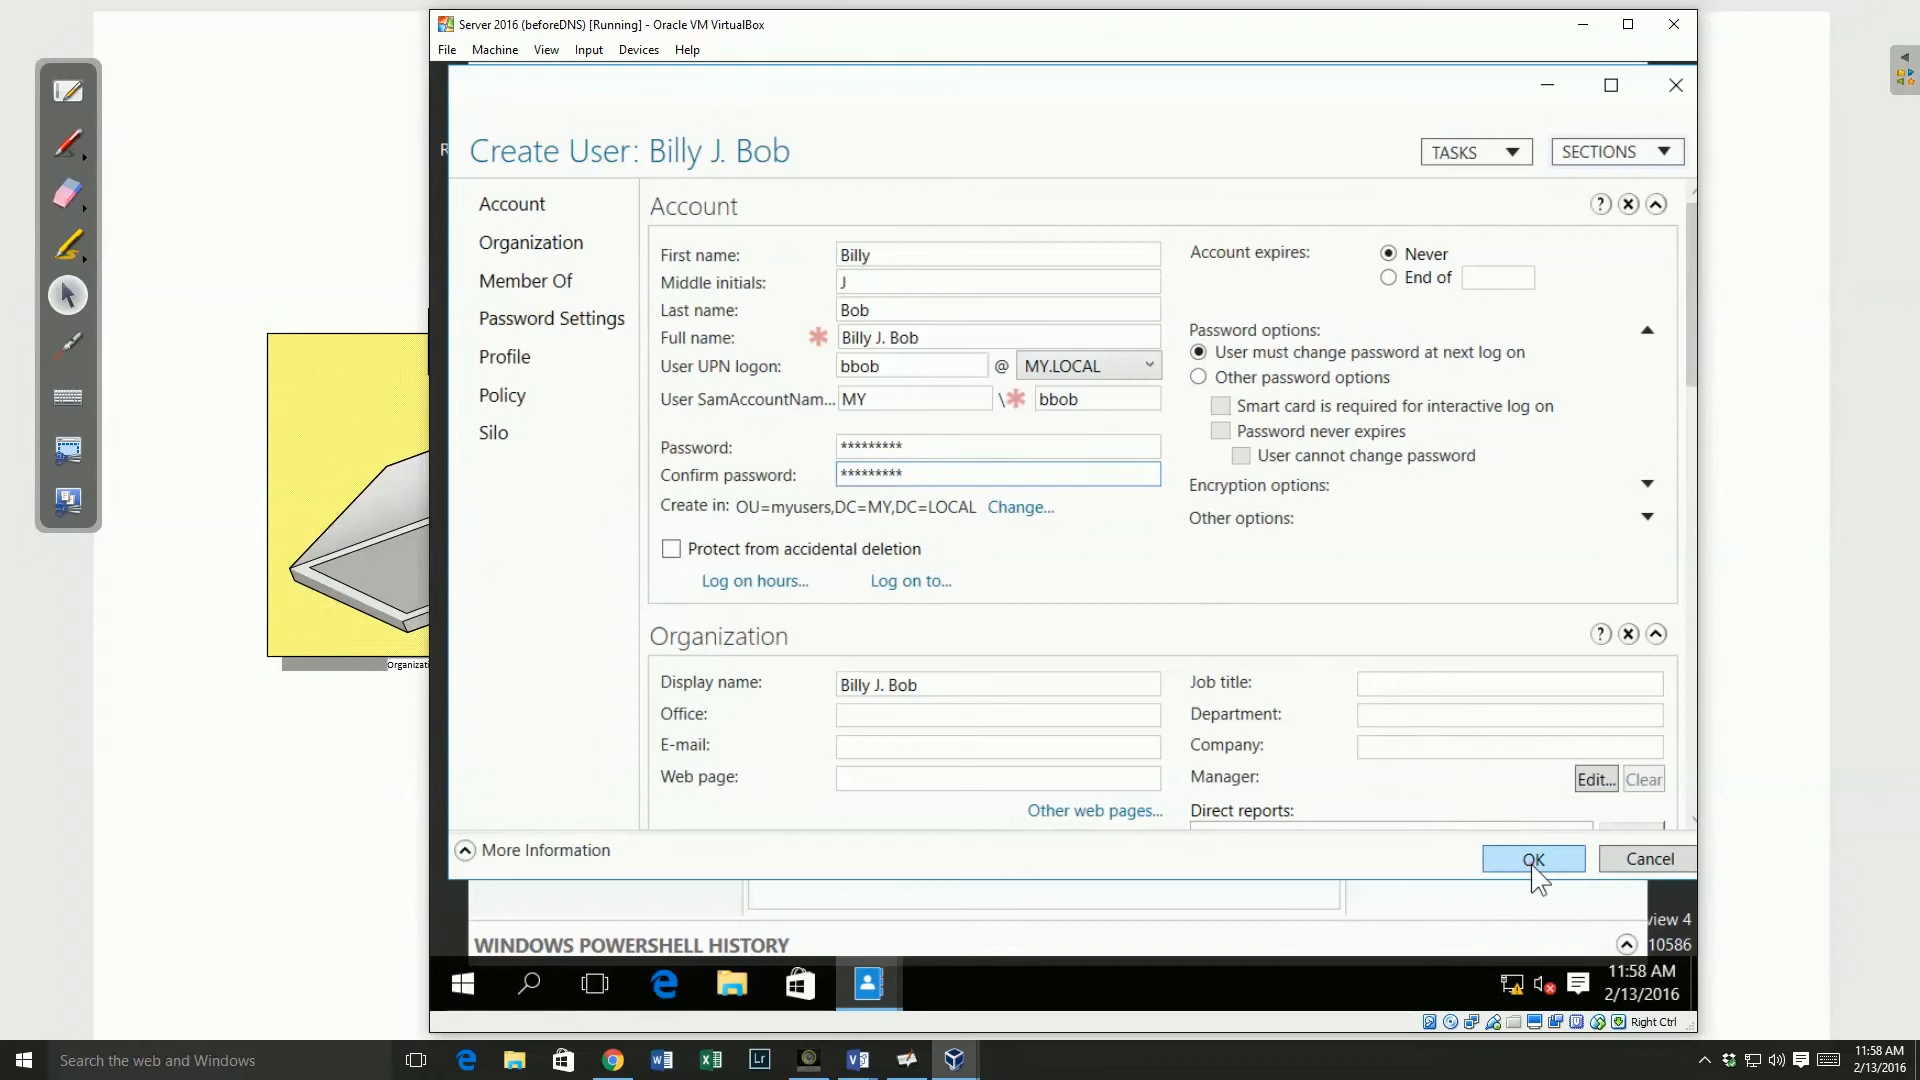 Server 2016 (beforeDNS) [Running] - Oracle VM VirtualBox
File Machine View Input Devices Help
Create User: Billy J. Bob
TASKS
SECTIONS
Account
Organization
Member Of
Password Settings
Profile
Policy
Silo
Account
First name: Billy
Middle initials: J
Last name: Bob
Full name: * Billy J. Bob
User UPN logon: bbob @ MY.LOCAL
User SamAccountNam... MY \* bbob
Password: *********
Confirm password: *********
Create in: OU=myusers,DC=MY,DC=LOCAL Change...
Protect from accidental deletion
Log on hours... Log on to...
Account expires: Never
End of
Password options:
User must change password at next log on
Other password options
Smart card is required for interactive log on
Password never expires
User cannot change password
Encryption options:
Other options:
Organization
Display name: Billy J. Bob
Office:
E-mail:
Web page:
Other web pages...
Job title:
Department:
Company:
Manager: Edit... Clear
Direct reports:
More Information
OK Cancel
view 4
WINDOWS POWERSHELL HISTORY
10586
11:58 AM
2/13/2016
Right Ctrl
Organizati
Search the web and Windows
11:58 AM
2/13/2016